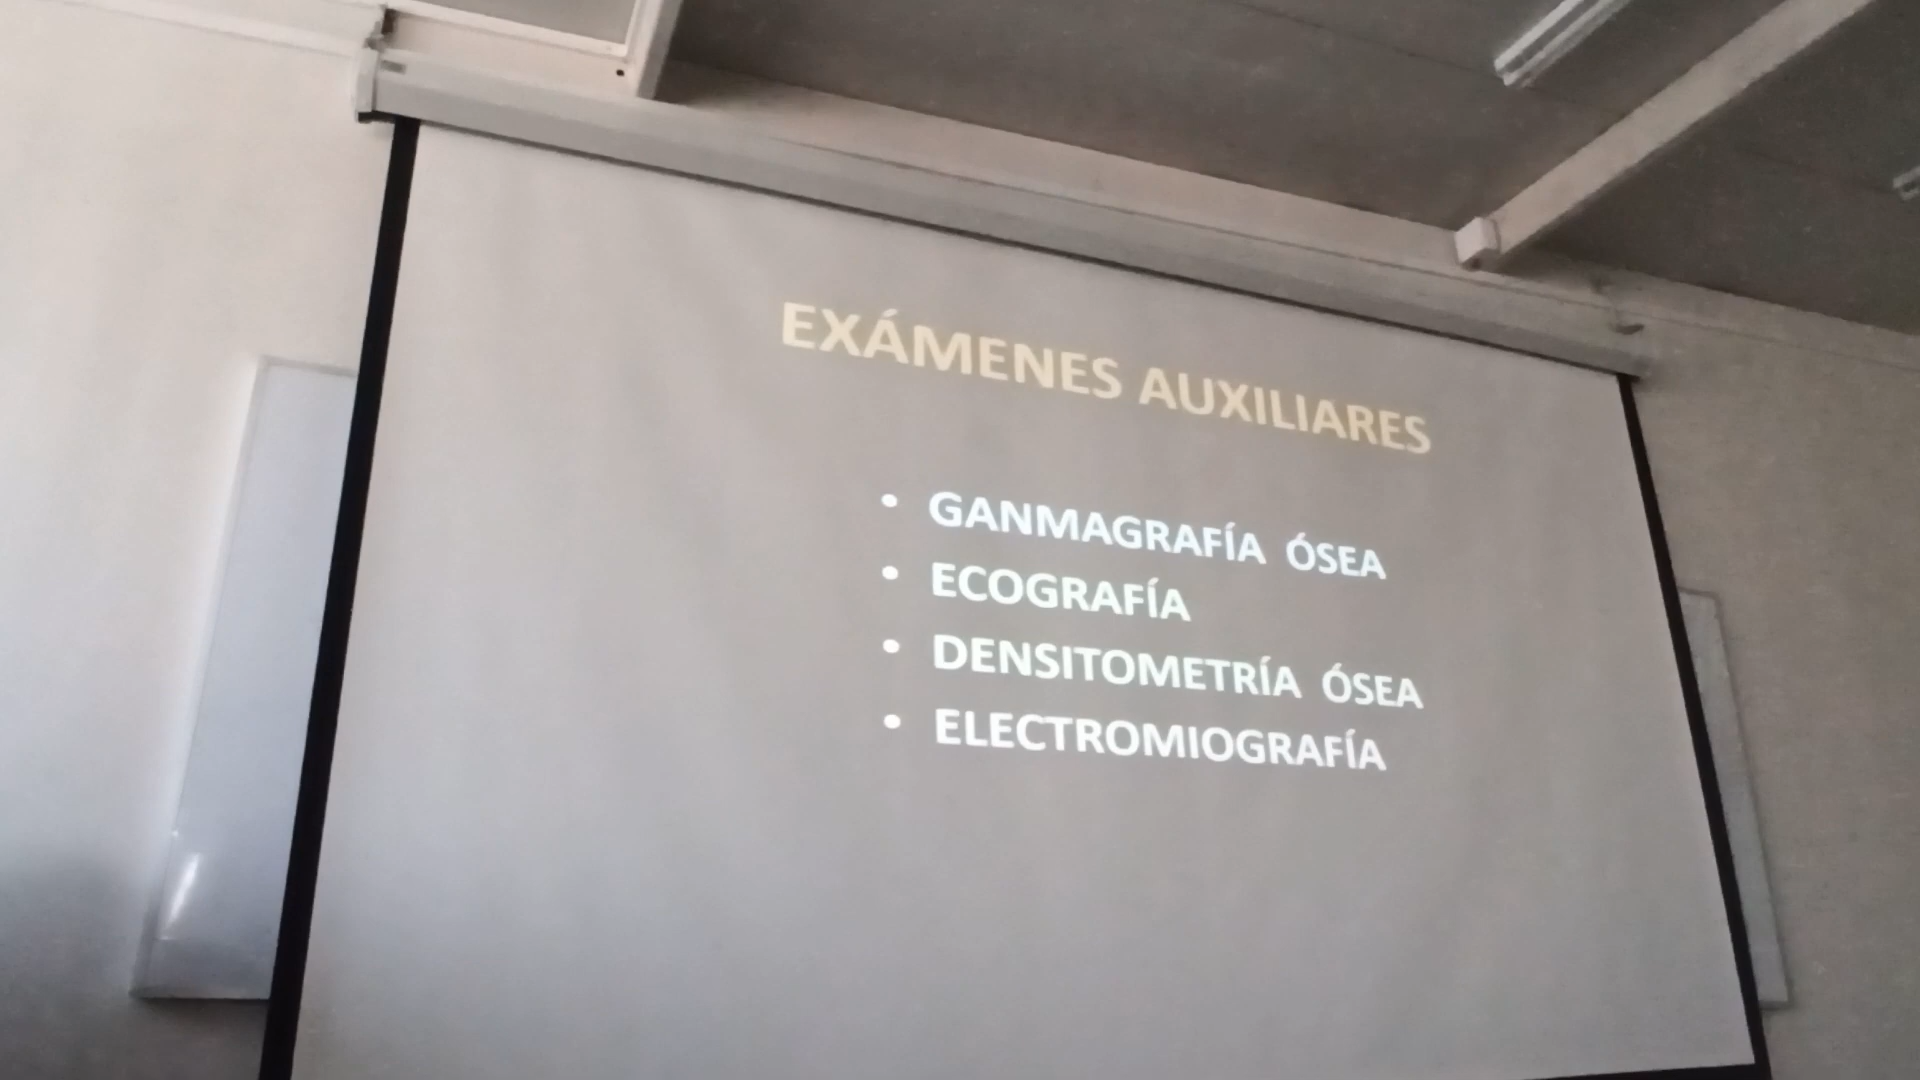 EXÁMENES AUXILIARES
• GANMAGRAFÍA ÓSEA
• ECOGRAFÍA
• DENSITOMETRÍA ÓSEA
• ELECTROMIOGRAFÍA